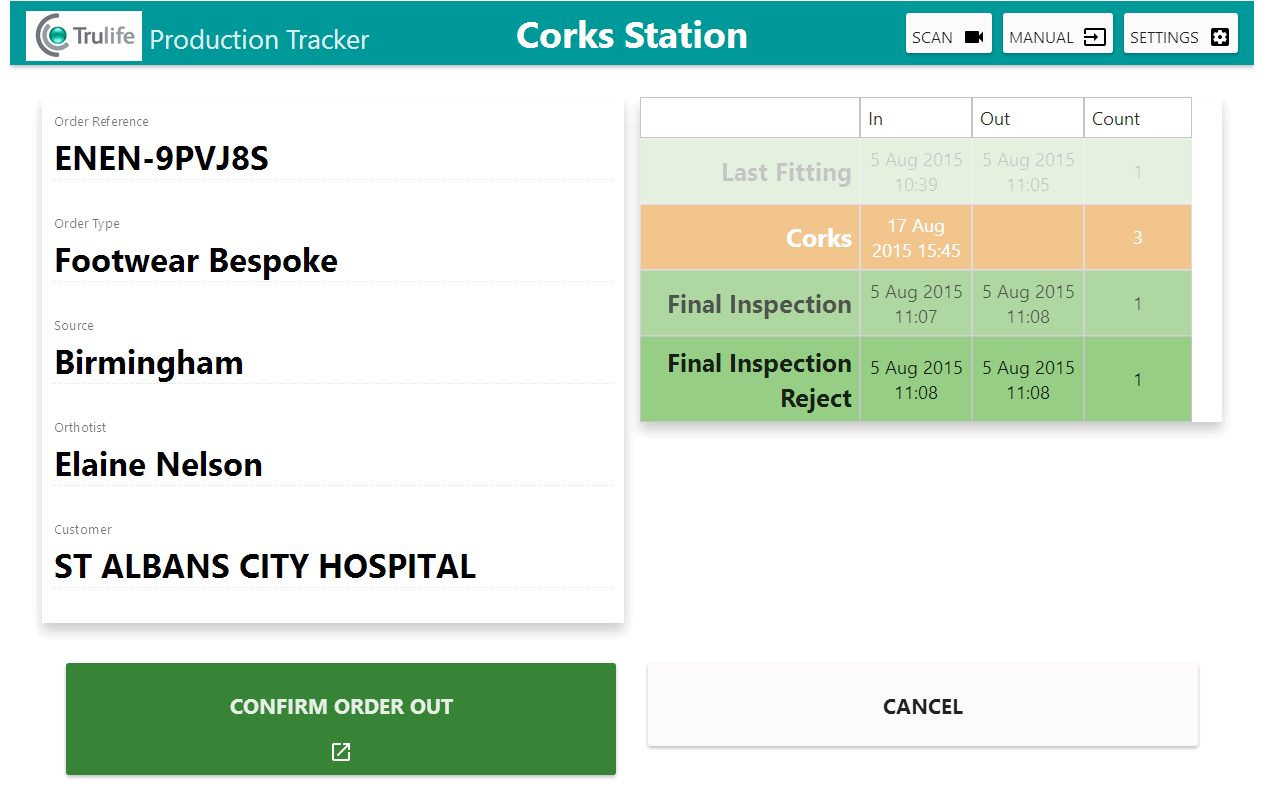 Trulife Production Tracker
Corks Station
SCAN
MANUAL
SETTINGS
Order Reference
ENEN-9PVJ8S
Order Type
Footwear Bespoke
Source
Birmingham
Orthotist
Elaine Nelson
Customer
ST ALBANS CITY HOSPITAL
In Out Count
Last Fitting 5 Aug 2015 10:39 5 Aug 2015 11:05 1
Corks 17 Aug 2015 15:45 3
Final Inspection 5 Aug 2015 11:07 5 Aug 2015 11:08 1
Final Inspection Reject 5 Aug 2015 11:08 5 Aug 2015 11:08 1
CONFIRM ORDER OUT
CANCEL